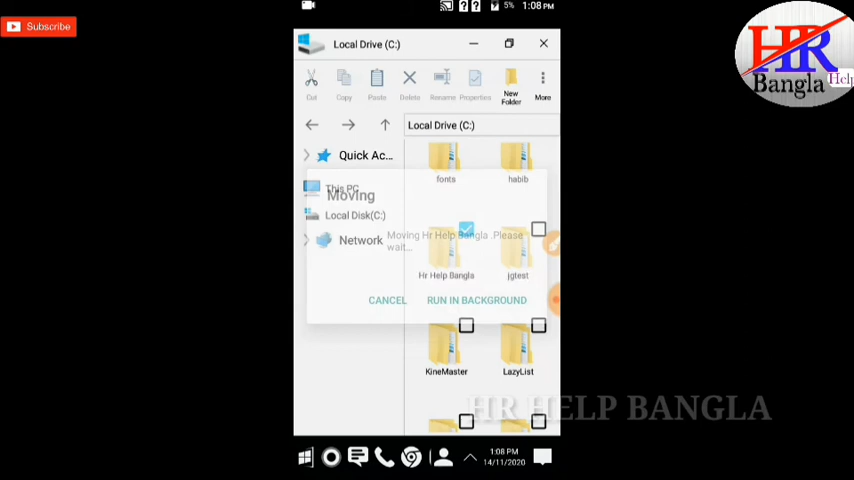 5% 1:08 PM
Subscribe
HR
Bangla Help
Local Drive (C:)
Cut Copy Paste Delete Rename Properties New Folder More
Local Drive (C:)
Quick Ac...
This PC
Local Disk(C:)
Network
fonts habib
Moving
Moving Hr Help Bangla .Please
wait...
Hr Help Bangla jgtest
CANCEL RUN IN BACKGROUND
KineMaster LazyList
HR HELP BANGLA
1:08 PM
14/11/2020